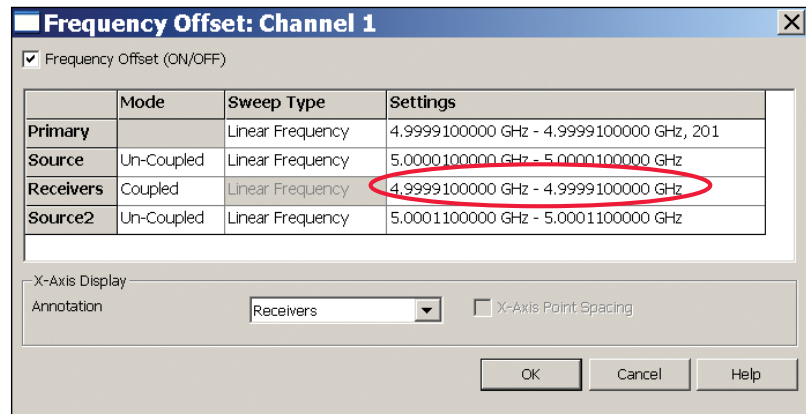 Frequency Offset: Channel 1
Frequency Offset (ON/OFF)
Mode Sweep Type Settings
Primary Linear Frequency 4.9999100000 GHz - 4.9999100000 GHz, 201
Source Un-Coupled Linear Frequency 5.0000100000 GHz - 5.0000100000 GHz
Receivers Coupled Linear Frequency 4.9999100000 GHz - 4.9999100000 GHz
Source2 Un-Coupled Linear Frequency 5.0001100000 GHz - 5.0001100000 GHz
X-Axis Display
Annotation Receivers X-Axis Point Spacing
OK Cancel Help